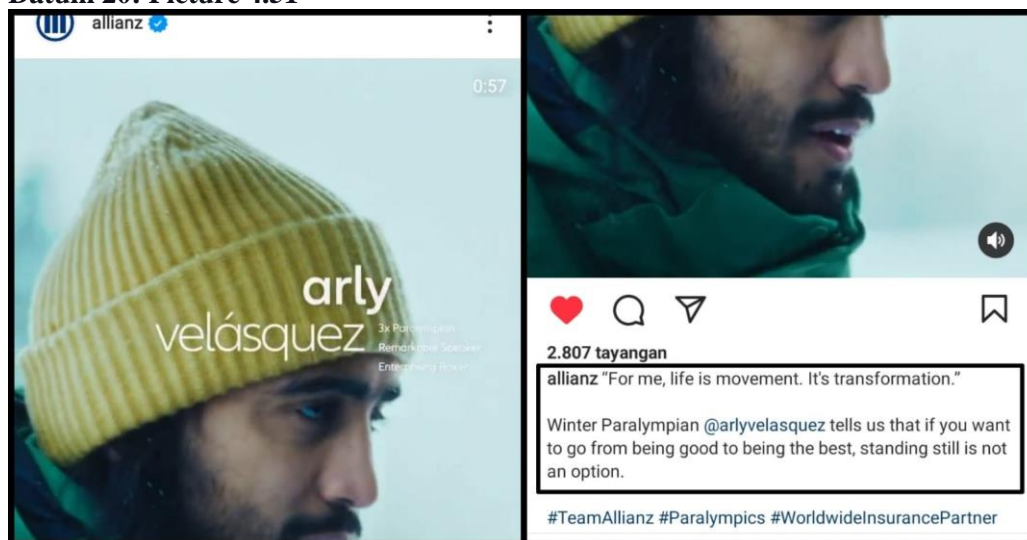 Datum 20: Picture 4.31
allianz
0:57
arly
velásquez
3x Paralympian
Remarkable Speaker
Enterprising Baker
2.807 tayangan
allianz “For me, life is movement. It's transformation.”
Winter Paralympian @arlyvelasquez tells us that if you want
to go from being good to being the best, standing still is not
an option.
#TeamAllianz #Paralympics #WorldwideInsurancePartner